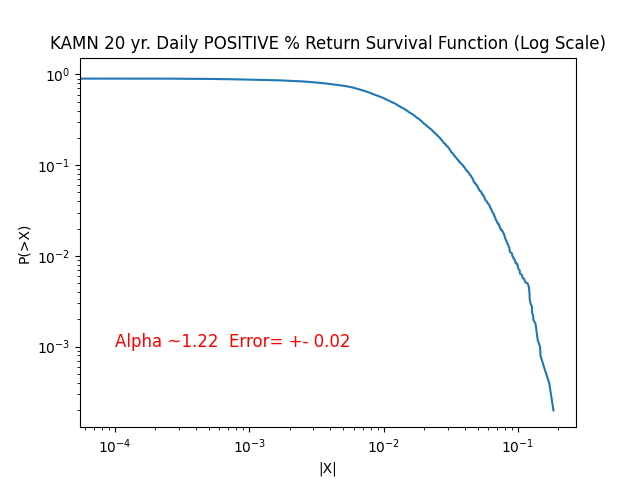 KAMN 20 yr. Daily POSITIVE % Return Survival Function (Log Scale)
10⁰
10⁻¹
10⁻²
10⁻³
P(>X)
Alpha ~1.22  Error= +- 0.02
10⁻⁴ 10⁻³ 10⁻² 10⁻¹
|X|